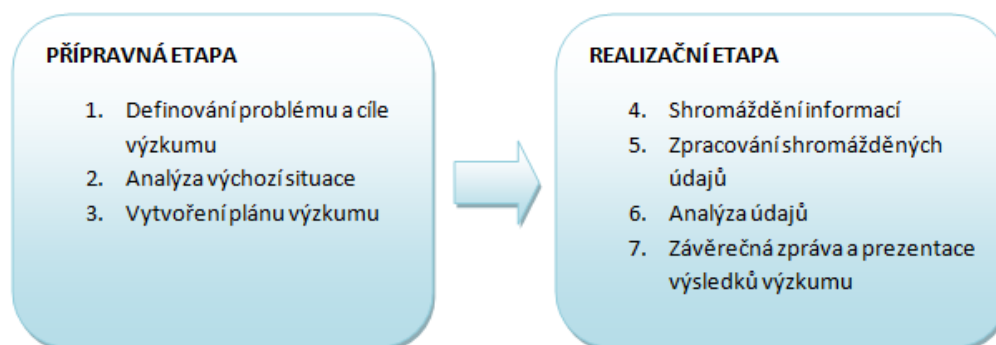 PŘÍPRAVNÁ ETAPA
1. Definování problému a cíle
výzkumu
2. Analýza výchozí situace
3. Vytvoření plánu výzkumu
REALIZAČNÍ ETAPA
4. Shromáždění informací
5. Zpracování shromážděných
údajů
6. Analýza údajů
7. Závěrečná zpráva a prezentace
výsledků výzkumu